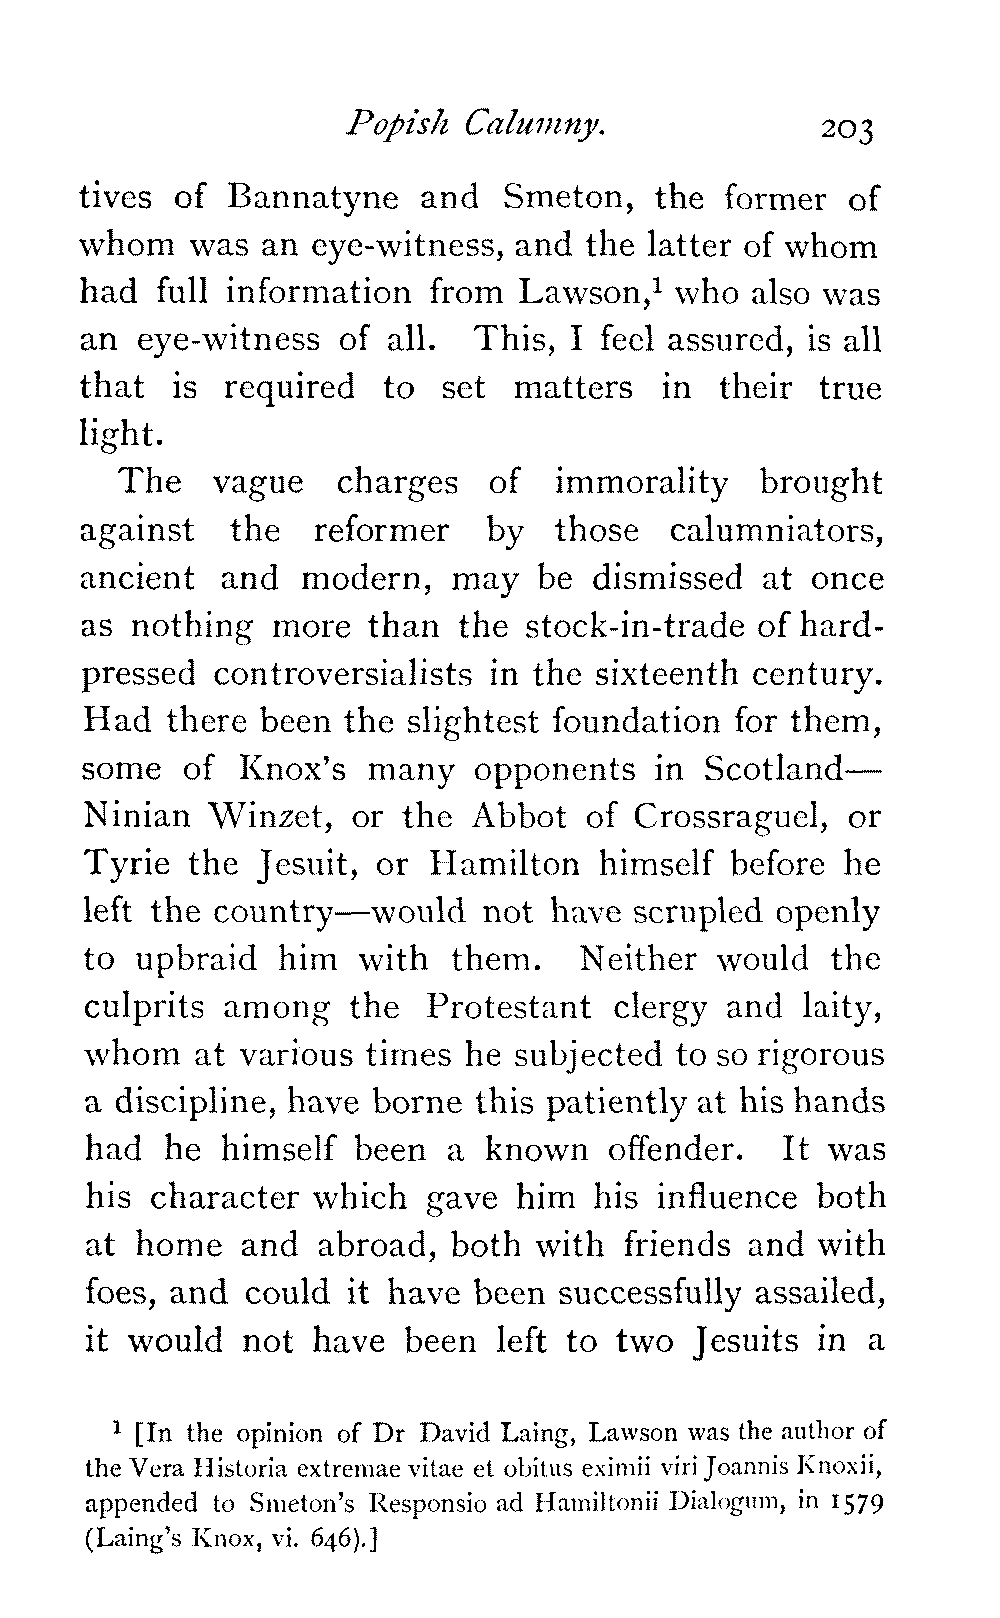 Popish Calumny. 203
tives of Bannatyne and Smeton, the former of
whom was an eye-witness, and the latter of whom
had full information from Lawson,¹ who also was
an eye-witness of all. This, I feel assured, is all
that is required to set matters in their true
light.
The vague charges of immorality brought
against the reformer by those calumniators,
ancient and modern, may be dismissed at once
as nothing more than the stock-in-trade of hard-
pressed controversialists in the sixteenth century.
Had there been the slightest foundation for them,
some of Knox's many opponents in Scotland—
Ninian Winzet, or the Abbot of Crossraguel, or
Tyrie the Jesuit, or Hamilton himself before he
left the country—would not have scrupled openly
to upbraid him with them. Neither would the
culprits among the Protestant clergy and laity,
whom at various times he subjected to so rigorous
a discipline, have borne this patiently at his hands
had he himself been a known offender. It was
his character which gave him his influence both
at home and abroad, both with friends and with
foes, and could it have been successfully assailed,
it would not have been left to two Jesuits in a
¹ [In the opinion of Dr David Laing, Lawson was the author of
the Vera Historia extremae vitae et obitus eximii viri Joannis Knoxii,
appended to Smeton's Responsio ad Hamiltonii Dialogum, in 1579
(Laing's Knox, vi. 646).]